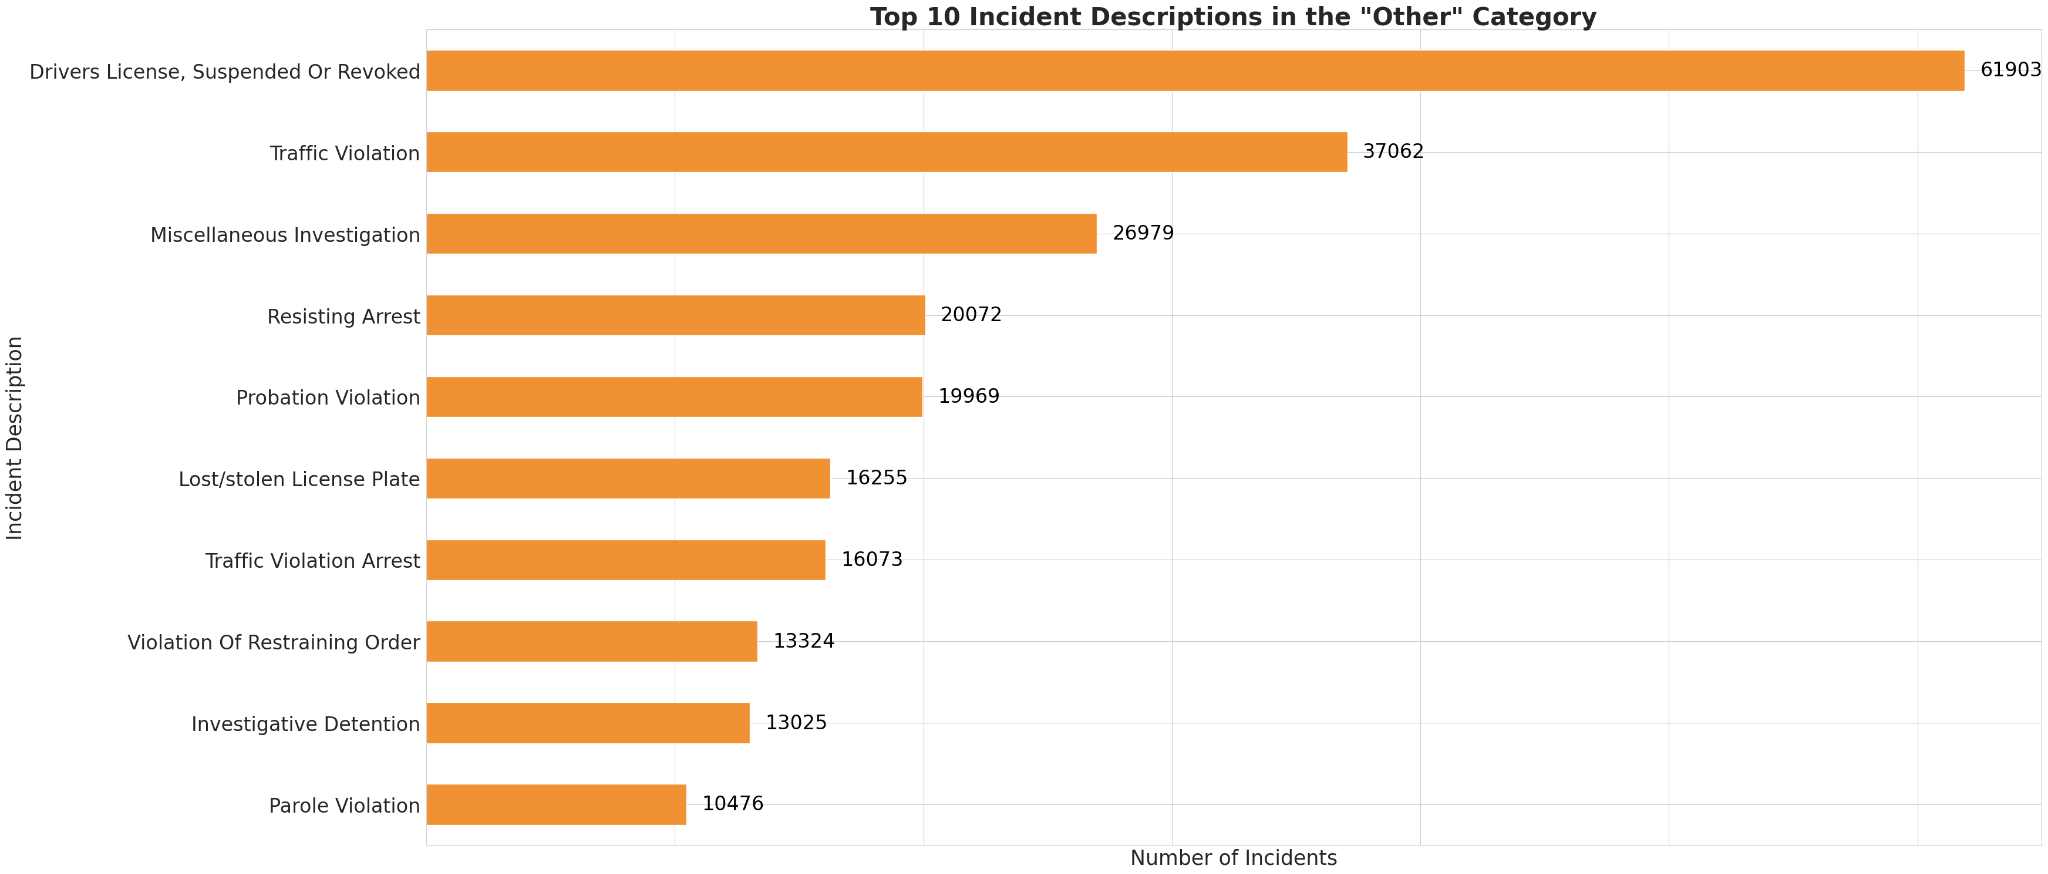 Top 10 Incident Descriptions in the "Other" Category
Incident Description
Drivers License, Suspended Or Revoked 61903
Traffic Violation 37062
Miscellaneous Investigation 26979
Resisting Arrest 20072
Probation Violation 19969
Lost/stolen License Plate 16255
Traffic Violation Arrest 16073
Violation Of Restraining Order 13324
Investigative Detention 13025
Parole Violation 10476
Number of Incidents